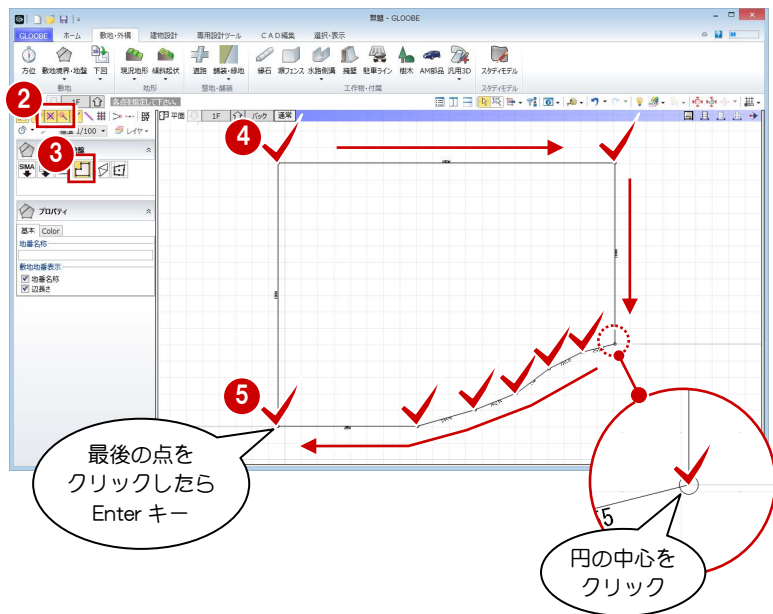 無題 - GLOOBE
GLOOBE ホーム 敷地・外構 建物設計 専用設計ツール CAD編集 選択・表示
方位 敷地境界・地盤 下図 現況地形 傾斜起伏 道路 舗装・緑地 縁石 塀フェンス 水路側溝 擁壁 駐車ライン 樹木 AM部品 汎用3D スタディモデル
敷地 地形 整地・舗装 工作物・付属 スタディモデル
2
1F 各点を指定して下さい。
平面 1F バック 通常
1/100 レイヤ
3
4
SIMA
プロパティ
基本 Color
地番名称
敷地地番表示
地番名称
辺長さ
5
最後の点を
クリックしたら
Enter キー
5
円の中心を
クリック